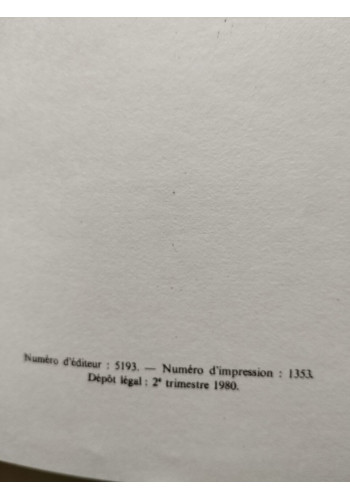 Numéro d'éditeur : 5193. — Numéro d'impression : 1353.
Dépôt légal : 2e trimestre 1980.